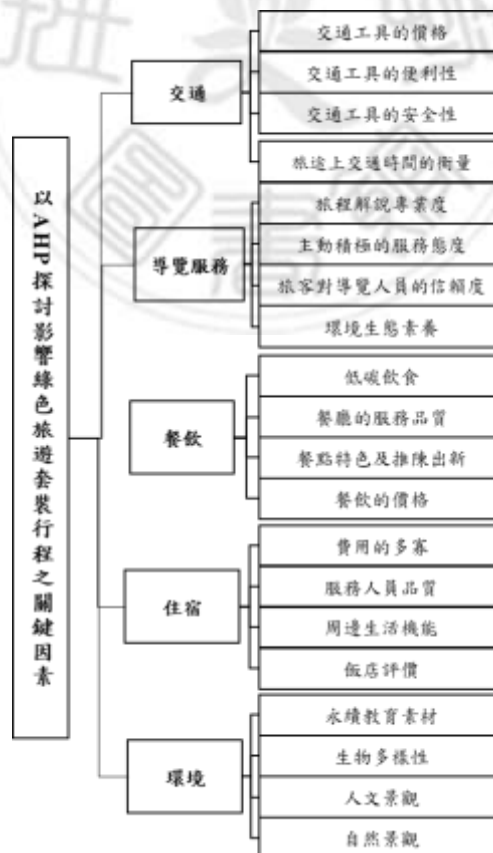 以AHP探討影響綠色旅遊套裝行程之關鍵因素
交通
交通工具的價格
交通工具的便利性
交通工具的安全性
旅途上交通時間的衡量
導覽服務
旅程解說專業度
主動積極的服務態度
旅客對導覽人員的信賴度
環境生態素養
餐飲
低碳飲食
餐廳的服務品質
餐點特色及推陳出新
餐飲的價格
住宿
費用的多寡
服務人員品質
周邊生活機能
飯店評價
環境
永續教育素材
生物多樣性
人文景觀
自然景觀